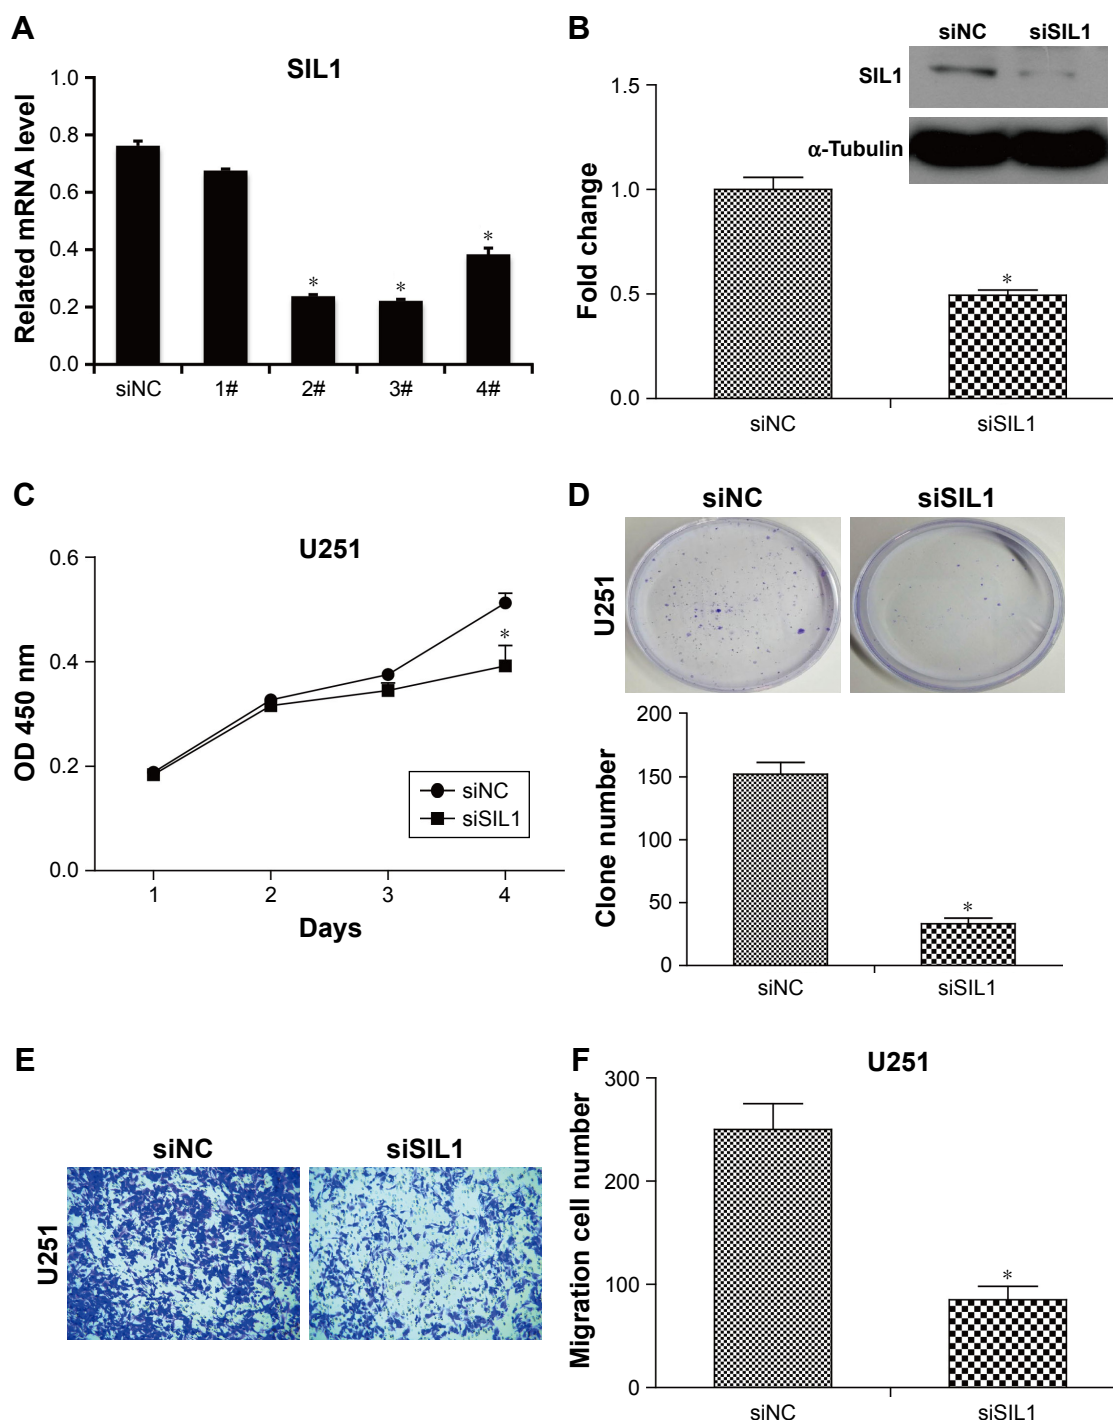 A
SIL1
Related mRNA level
1.0
0.8
0.6
0.4
0.2
0.0
*
*
*
siNC
1#
2#
3#
4#
B
siNC
siSIL1
SIL1
α-Tubulin
Fold change
1.5
1.0
0.5
0.0
*
siNC
siSIL1
C
U251
OD 450 nm
0.6
0.4
0.2
0.0
*
siNC
siSIL1
1
2
3
4
Days
D
siNC
siSIL1
U251
Clone number
200
150
100
50
0
*
siNC
siSIL1
E
siNC
siSIL1
U251
F
U251
Migration cell number
300
200
100
0
*
siNC
siSIL1